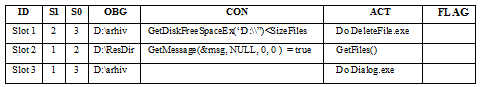 ID S1 S0 OBG CON ACT FLAG
Slot 1 2 3 D:\arhiv GetDiskFreeSpaceEx(‘D:\\”)<SizeFiles Do DeleteFile.exe
Slot 2 1 2 D:\ResDir GetMessage(&msg, NULL, 0, 0 ) = true GetFiles()
Slot 3 1 3 D:\arhiv Do Dialog.exe